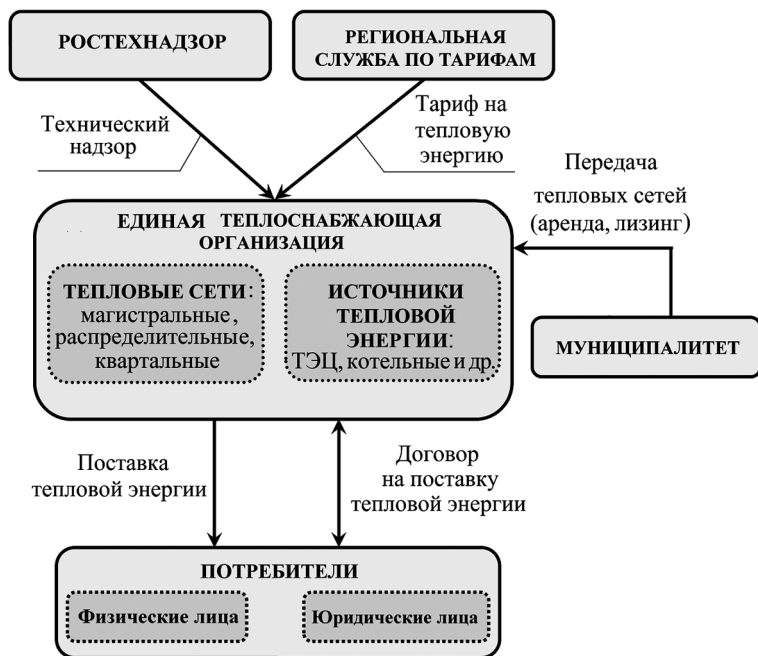 РОСТЕХНАДЗОР
РЕГИОНАЛЬНАЯ
СЛУЖБА ПО ТАРИФАМ
Технический
надзор
Тариф на
тепловую
энергию
Передача
тепловых сетей
(аренда, лизинг)
ЕДИНАЯ ТЕПЛОСНАБЖАЮЩАЯ
ОРГАНИЗАЦИЯ
ТЕПЛОВЫЕ СЕТИ:
магистральные,
распределительные,
квартальные
ИСТОЧНИКИ
ТЕПЛОВОЙ
ЭНЕРГИИ:
ТЭЦ, котельные и др.
МУНИЦИПАЛИТЕТ
Поставка
тепловой энергии
Договор
на поставку
тепловой энергии
ПОТРЕБИТЕЛИ
Физические лица
Юридические лица